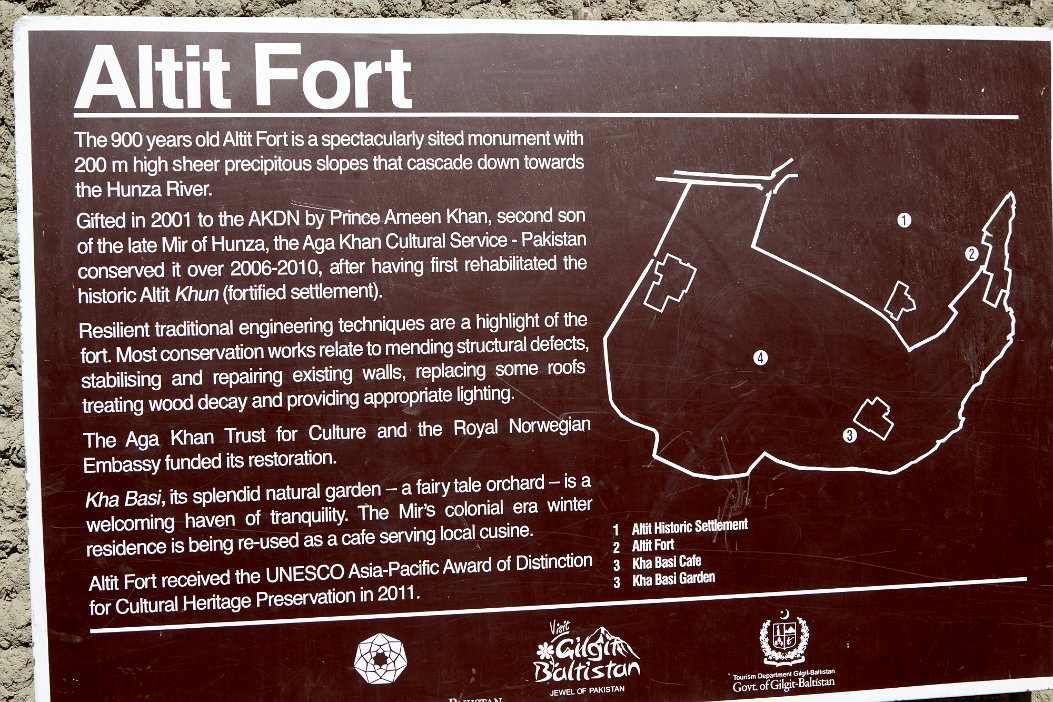 Altit Fort
The 900 years old Altit Fort is a spectacularly sited monument with
200 m high sheer precipitous slopes that cascade down towards
the Hunza River.
Gifted in 2001 to the AKDN by Prince Ameen Khan, second son
of the late Mir of Hunza, the Aga Khan Cultural Service - Pakistan
conserved it over 2006-2010, after having first rehabilitated the
historic Altit Khun (fortified settlement).
Resilient traditional engineering techniques are a highlight of the
fort. Most conservation works relate to mending structural defects,
stabilising and repairing existing walls, replacing some roofs
treating wood decay and providing appropriate lighting.
The Aga Khan Trust for Culture and the Royal Norwegian
Embassy funded its restoration.
Kha Basi, its splendid natural garden – a fairy tale orchard – is a
welcoming haven of tranquility. The Mir's colonial era winter
residence is being re-used as a cafe serving local cusine.
Altit Fort received the UNESCO Asia-Pacific Award of Distinction
for Cultural Heritage Preservation in 2011.
1
2
4
3
1 Altit Historic Settlement
2 Altit Fort
3 Kha Basi Cafe
3 Kha Basi Garden
PAKISTAN
Visit
Gilgit
Baltistan
JEWEL OF PAKISTAN
Tourism Department Gilgit-Baltistan
Govt. of Gilgit-Baltistan